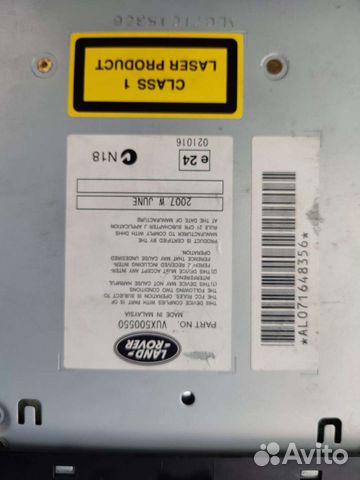 LAND-
ROVER
PART NO.
VUX500550
MADE IN MALAYSIA
THIS DEVICE COMPLIES WITH PART 15 OF
THE FCC RULES. OPERATION IS SUBJECT TO
THE FOLLOWING TWO CONDITIONS
(1) THIS DEVICE MAY NOT CAUSE HARMFUL
INTERFERENCE.
(2) THIS DEVICE MUST ACCEPT ANY INTER-
FERENCE RECEIVED INCLUDING INTER-
FERENCE THAT MAY CAUSE UNDESIRED
OPERATION.
PRODUCT IS CERTIFIED BY THE
MANUFACTURER TO COMPLY WITH DHHS
RULE 21 CFR SUBCHAPTER J APPLICATION
AT THE DATE OF MANUFACTURE
2007 W JUNE
N18
e 24
021016
*AL071648356*
CLASS 1
LASER PRODUCT
Avito